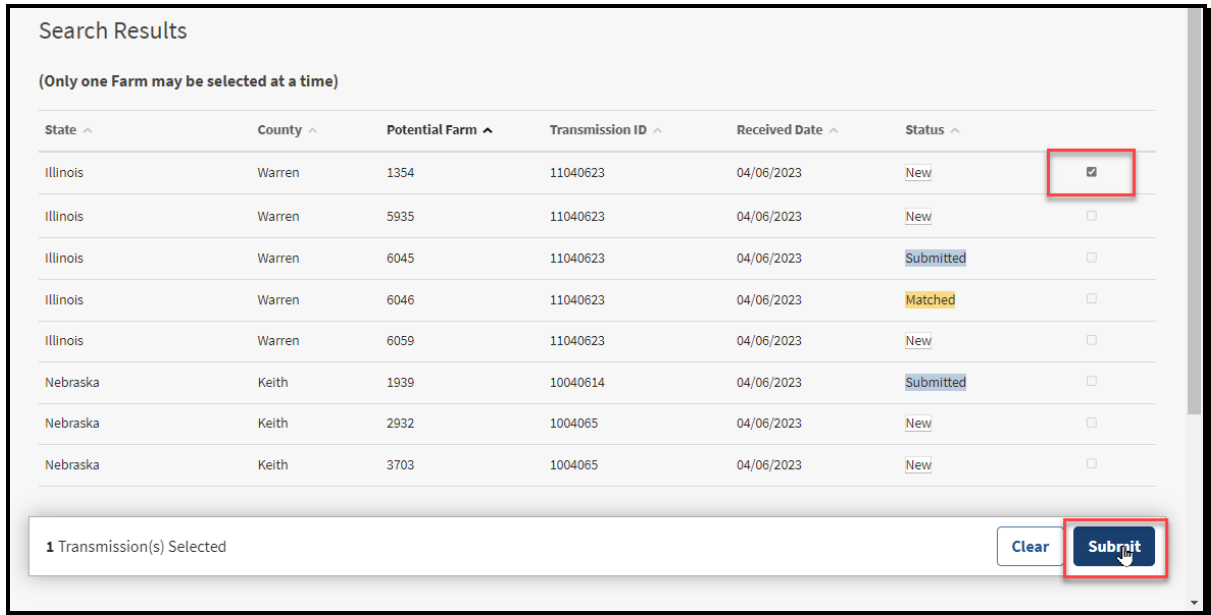 Search Results
(Only one Farm may be selected at a time)
State County Potential Farm Transmission ID Received Date Status
Illinois Warren 1354 11040623 04/06/2023 New
Illinois Warren 5935 11040623 04/06/2023 New
Illinois Warren 6045 11040623 04/06/2023 Submitted
Illinois Warren 6046 11040623 04/06/2023 Matched
Illinois Warren 6059 11040623 04/06/2023 New
Nebraska Keith 1939 10040614 04/06/2023 Submitted
Nebraska Keith 2932 1004065 04/06/2023 New
Nebraska Keith 3703 1004065 04/06/2023 New
1 Transmission(s) Selected Clear Submit